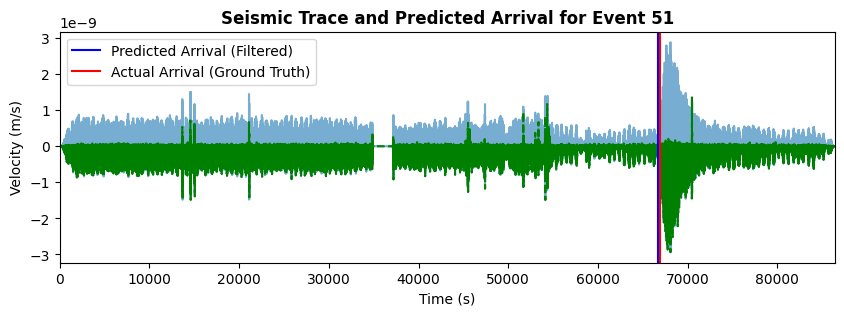 Seismic Trace and Predicted Arrival for Event 51
1e−9
Predicted Arrival (Filtered)
Actual Arrival (Ground Truth)
3
2
1
0
−1
−2
−3
Velocity (m/s)
0 10000 20000 30000 40000 50000 60000 70000 80000
Time (s)